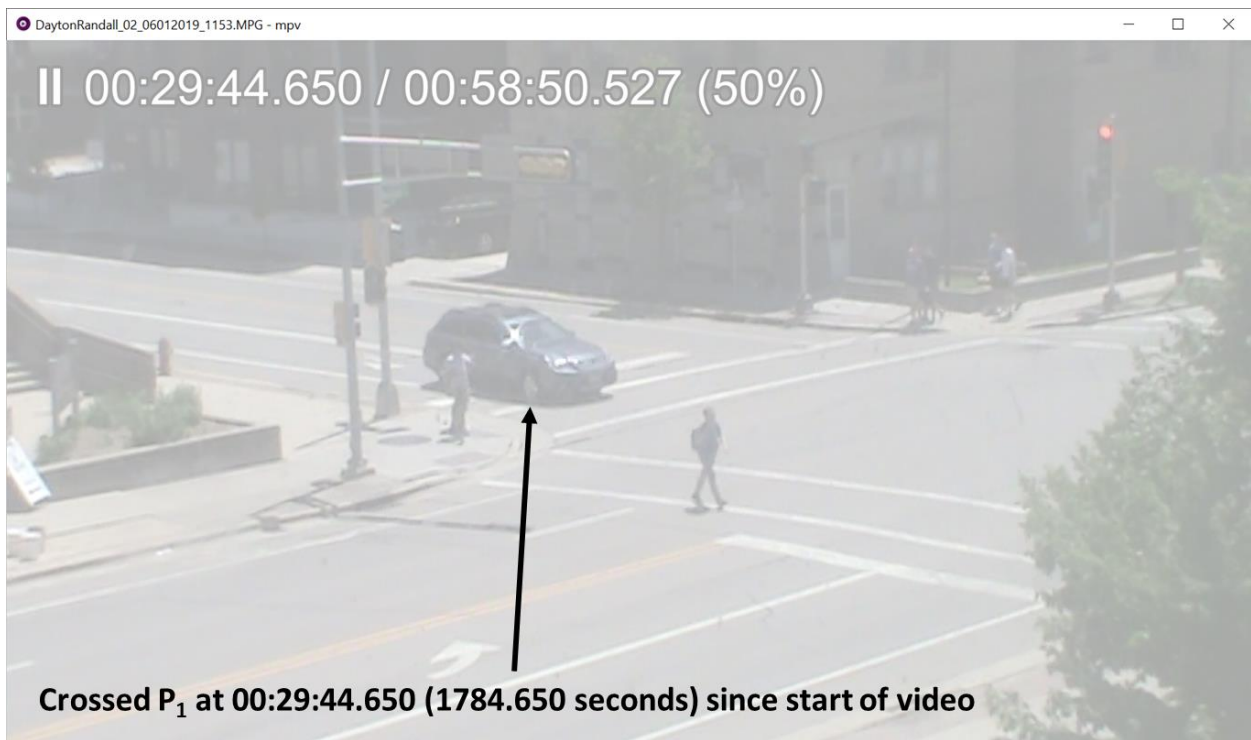 DaytonRandall_02_06012019_1153.MPG - mpv
00:29:44.650 / 00:58:50.527 (50%)
Crossed P₁ at 00:29:44.650 (1784.650 seconds) since start of video